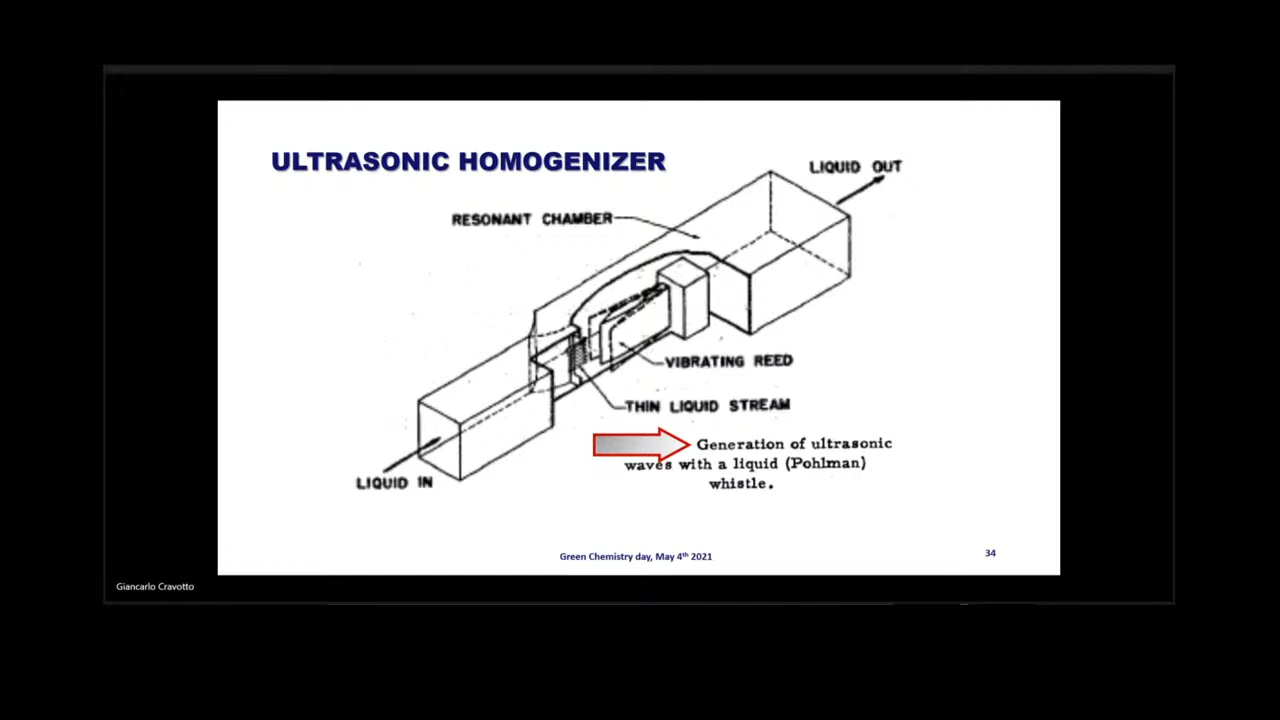 ULTRASONIC HOMOGENIZER
LIQUID OUT
RESONANT CHAMBER
VIBRATING REED
THIN LIQUID STREAM
Generation of ultrasonic
waves with a liquid (Pohlman)
whistle.
LIQUID IN
Green Chemistry day, May 4th 2021
34
Giancarlo Cravotto